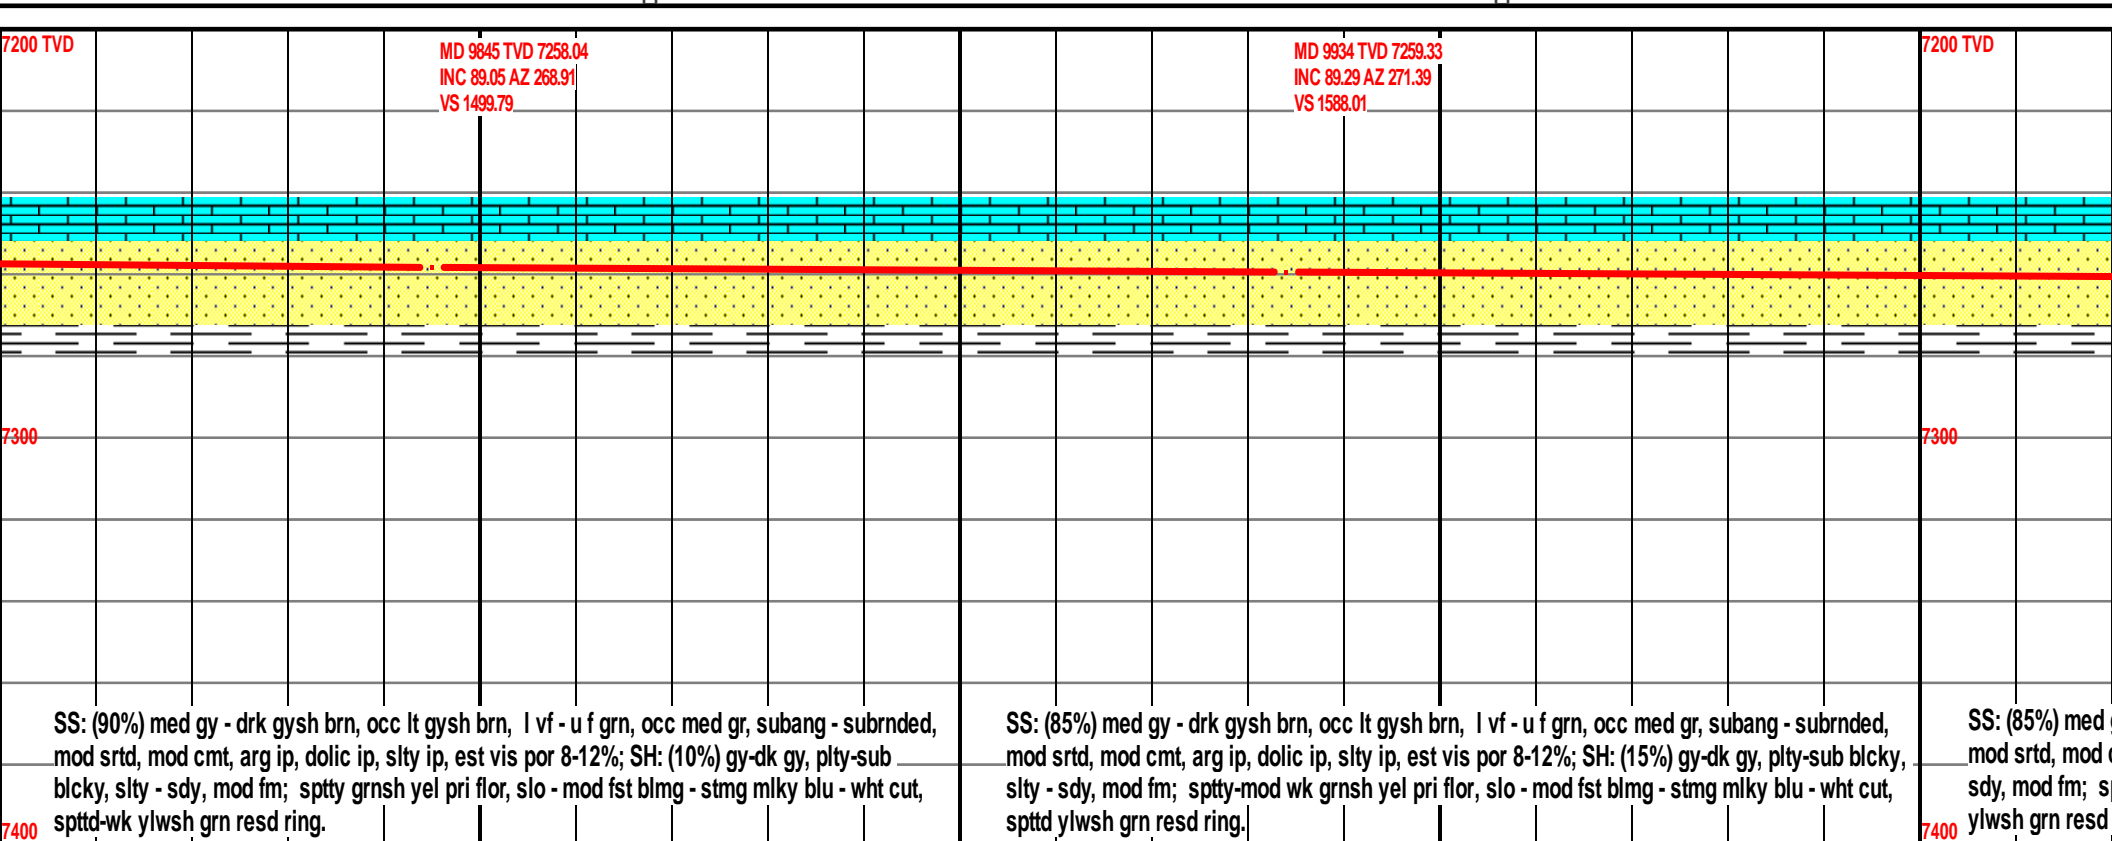 7200 TVD
MD 9845 TVD 7258.04
INC 89.05 AZ 268.91
VS 1499.79
MD 9934 TVD 7259.33
INC 89.29 AZ 271.39
VS 1588.01
7200 TVD
7300
7300
SS: (90%) med gy - drk gysh brn, occ lt gysh brn, l vf - u f grn, occ med gr, subang - subrnded,
mod srtd, mod cmt, arg ip, dolic ip, slty ip, est vis por 8-12%; SH: (10%) gy-dk gy, plty-sub
blcky, slty - sdy, mod fm; sptty grnsh yel pri flor, slo - mod fst blmg - stmg mlky blu - wht cut,
spttd-wk ylwsh grn resd ring.
SS: (85%) med gy - drk gysh brn, occ lt gysh brn, l vf - u f grn, occ med gr, subang - subrnded,
mod srtd, mod cmt, arg ip, dolic ip, slty ip, est vis por 8-12%; SH: (15%) gy-dk gy, plty-sub blcky,
slty - sdy, mod fm; sptty-mod wk grnsh yel pri flor, slo - mod fst blmg - stmg mlky blu - wht cut,
spttd ylwsh grn resd ring.
SS: (85%) med
mod srtd, mod
sdy, mod fm;
ylwsh grn resd
7400
7400